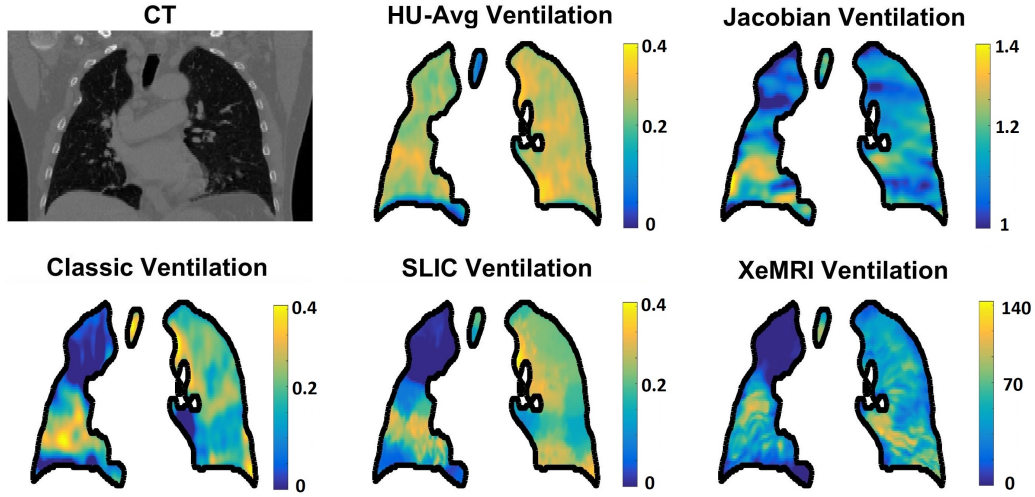 CT
HU-Avg Ventilation
Jacobian Ventilation
0.4
0.2
0
1.4
1.2
1
Classic Ventilation
SLIC Ventilation
XeMRI Ventilation
0.4
0.2
0
0.4
0.2
0
140
70
0